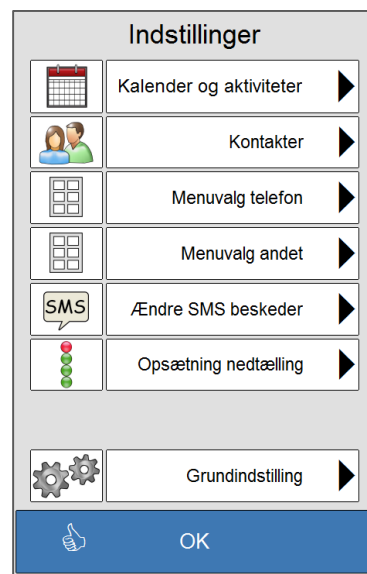 Indstillinger
Kalender og aktiviteter
Kontakter
Menuvalg telefon
Menuvalg andet
SMS
Ændre SMS beskeder
Opsætning nedtælling
Grundindstilling
OK